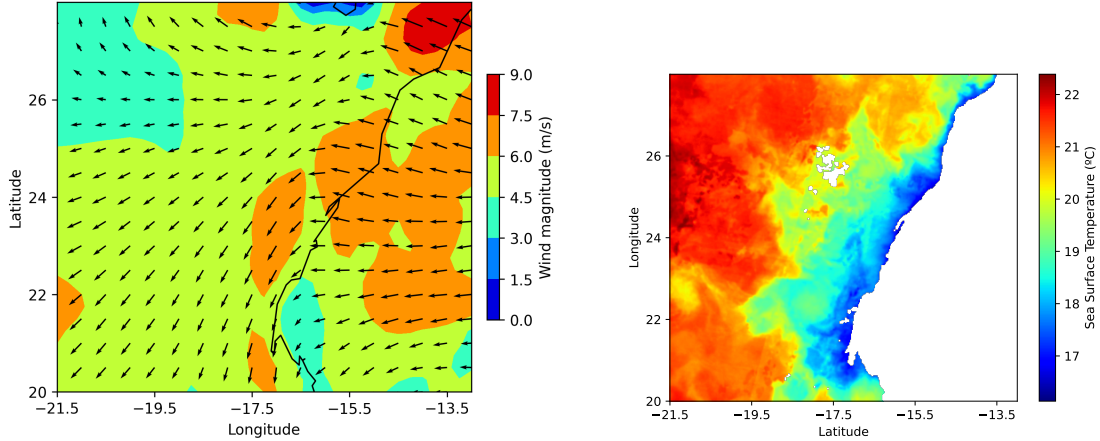 26
24
22
20
Latitude
−21.5 −19.5 −17.5 −15.5 −13.5
Longitude
9.0
7.5
6.0
4.5
3.0
1.5
0.0
Wind magnitude (m/s)
26
24
22
20
Longitude
−21.5 −19.5 −17.5 −15.5 −13.5
Latitude
22
21
20
19
18
17
Sea Surface Temperature (ºC)